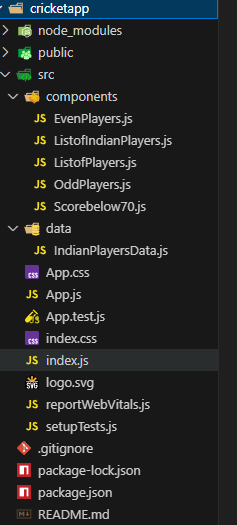 cricketapp
node_modules
public
src
components
JS EvenPlayers.js
JS ListofIndianPlayers.js
JS ListofPlayers.js
JS OddPlayers.js
JS Scorebelow70.js
data
JS IndianPlayersData.js
CSS App.css
JS App.js
App.test.js
CSS index.css
JS index.js
SVG logo.svg
JS reportWebVitals.js
JS setupTests.js
.gitignore
n package-lock.json
n package.json
README.md